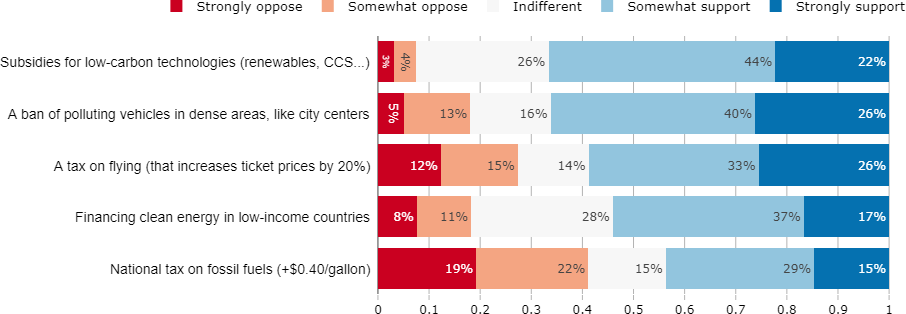 Strongly oppose Somewhat oppose Indifferent Somewhat support Strongly support
Subsidies for low-carbon technologies (renewables, CCS...) 3% 4% 26% 44% 22%
A ban of polluting vehicles in dense areas, like city centers 5% 13% 16% 40% 26%
A tax on flying (that increases ticket prices by 20%) 12% 15% 14% 33% 26%
Financing clean energy in low-income countries 8% 11% 28% 37% 17%
National tax on fossil fuels (+$0.40/gallon) 19% 22% 15% 29% 15%
0 0.1 0.2 0.3 0.4 0.5 0.6 0.7 0.8 0.9 1